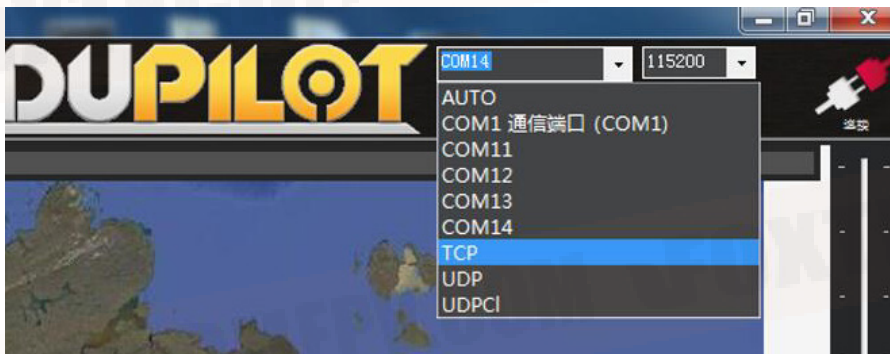 DUPILOT
COM14
115200
AUTO
COM1 通信端口 (COM1)
COM11
COM12
COM13
COM14
TCP
UDP
UDPCl